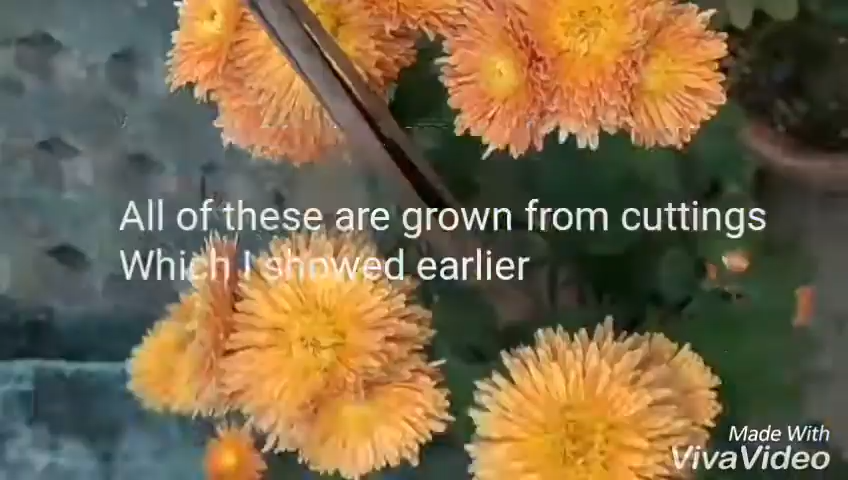 All of these are grown from cuttings
Which I showed earlier
Made With
VivaVideo